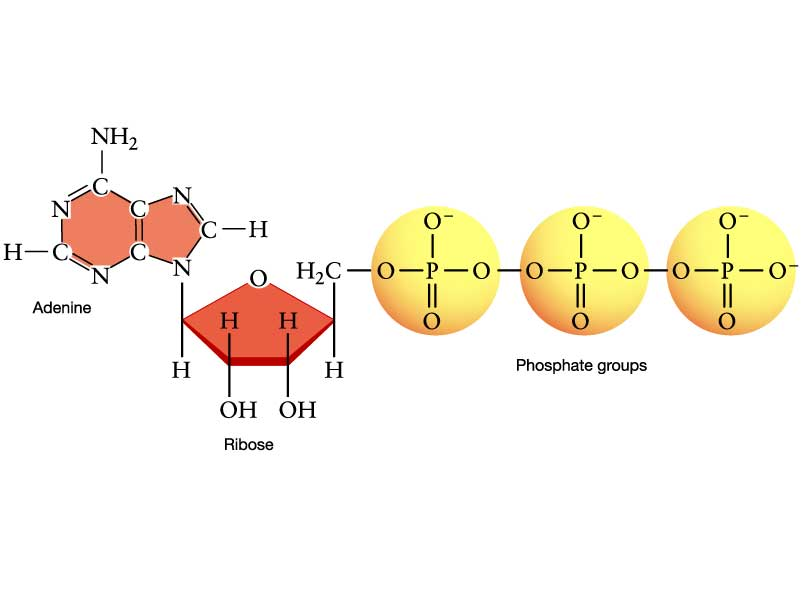 NH₂
C
N C N
C H
H C N C N
Adenine
O
H₂C O P O O P O O P O⁻
O⁻ O⁻ O⁻
O O O
H H
H H
OH OH
Ribose
Phosphate groups